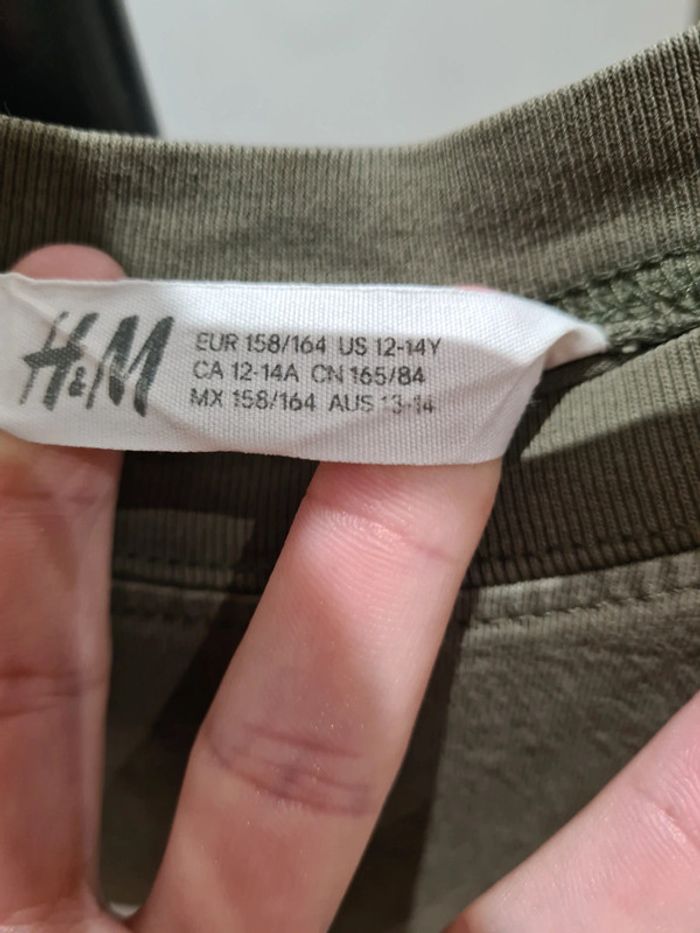 H&M
EUR 158/164 US 12-14Y
CA 12-14A CN 165/84
MX 158/164 AUS 13-14